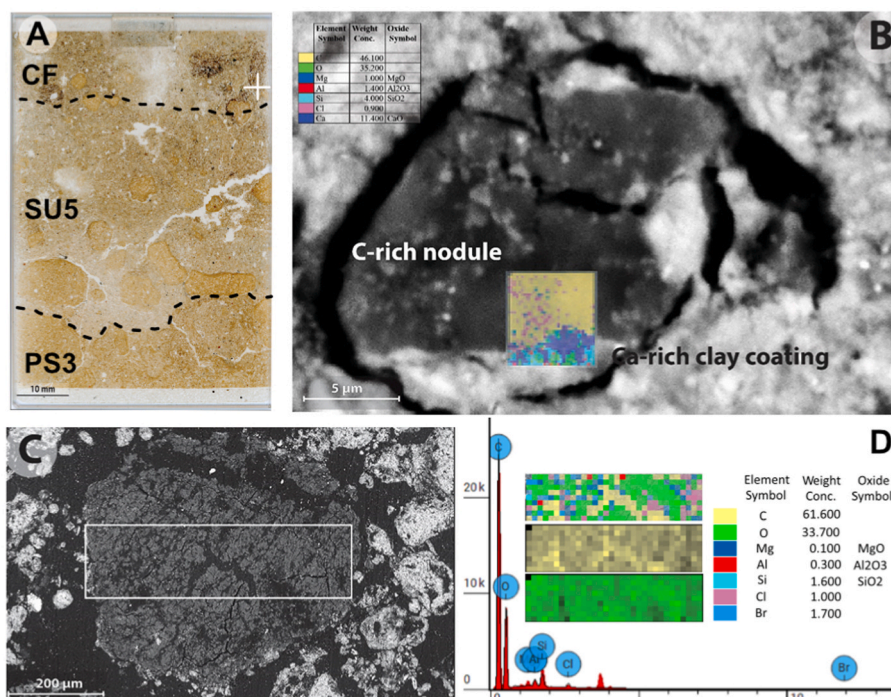 A
CF
SU5
PS3
10 mm
B
Element Symbol Weight Conc. Oxide Symbol
C 46.100
O 35.200
Mg 1.000 MgO
Al 1.400 Al2O3
Si 4.000 SiO2
Cl 0.900
Ca 11.400 CaO
C-rich nodule
Ca-rich clay coating
5 µm
C
200 µm
D
C
20k
10k
O
Si
Cl
Br
0
0
10
Element Symbol Weight Conc. Oxide Symbol
C 61.600
O 33.700
Mg 0.100 MgO
Al 0.300 Al2O3
Si 1.600 SiO2
Cl 1.000
Br 1.700